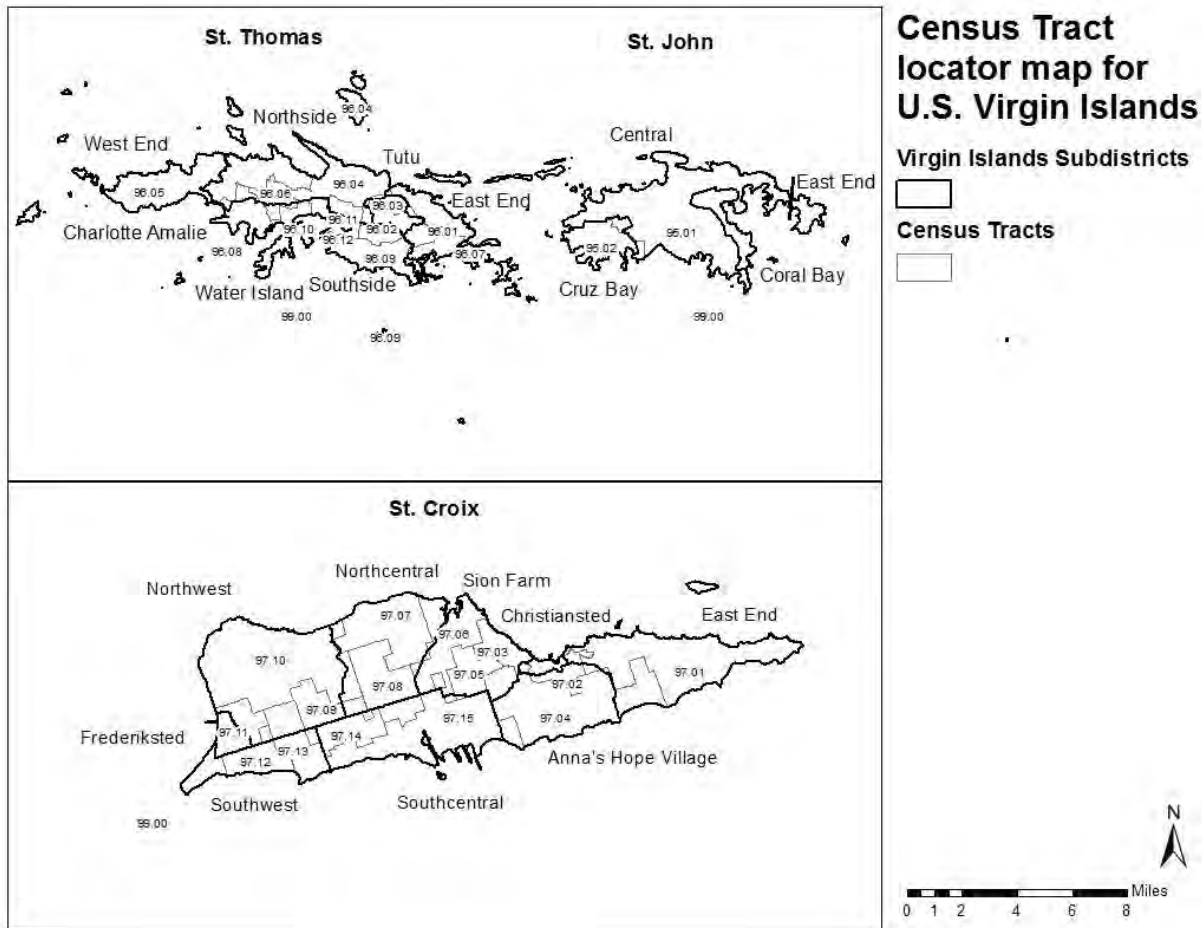 St. Thomas
St. John
Census Tract
locator map for
U.S. Virgin Islands
Virgin Islands Subdistricts
Census Tracts
96.04
Northside
West End
Central
Tutu
East End
96.05
96.06
96.04
96.03
East End
Charlotte Amalie
96.11
96.10
96.02
96.01
96.12
96.08
96.09
96.07
95.01
95.02
Water Island
Southside
Cruz Bay
Coral Bay
99.00
99.00
96.09
St. Croix
Northwest
Northcentral
Sion Farm
Christiansted
East End
97.07
97.06
97.03
97.10
97.05
97.01
97.08
97.02
97.09
97.04
97.15
97.11
97.14
Frederiksted
97.13
97.12
Anna's Hope Village
Southwest
Southcentral
99.00
N
Miles
0 1 2 4 6 8